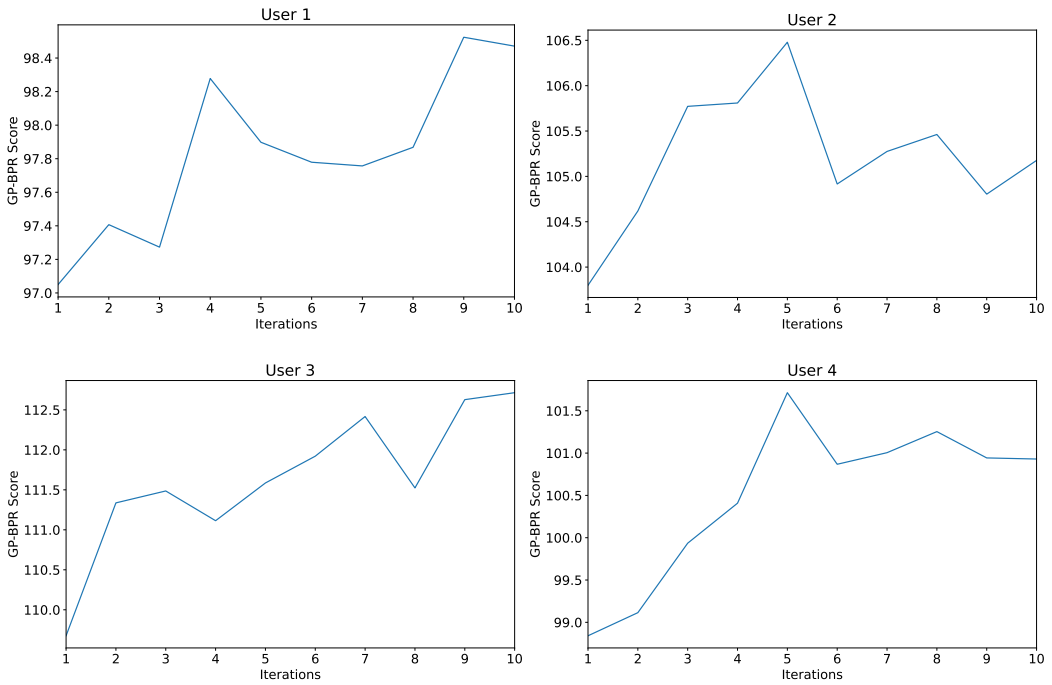 User 1
GP-BPR Score
98.4
98.2
98.0
97.8
97.6
97.4
97.2
97.0
1 2 3 4 5 6 7 8 9 10
Iterations
User 2
GP-BPR Score
106.5
106.0
105.5
105.0
104.5
104.0
1 2 3 4 5 6 7 8 9 10
Iterations
User 3
GP-BPR Score
112.5
112.0
111.5
111.0
110.5
110.0
1 2 3 4 5 6 7 8 9 10
Iterations
User 4
GP-BPR Score
101.5
101.0
100.5
100.0
99.5
99.0
1 2 3 4 5 6 7 8 9 10
Iterations